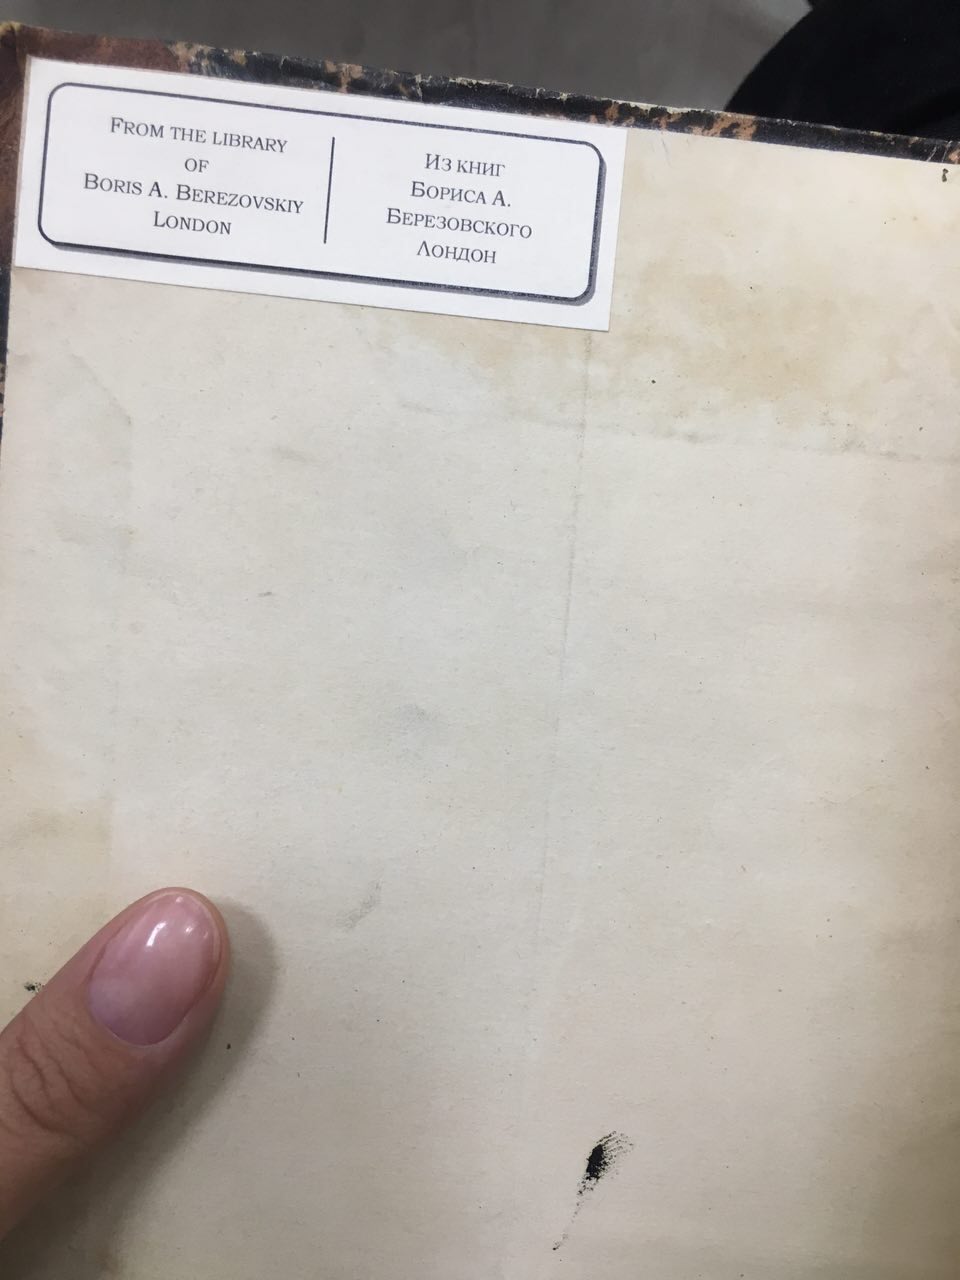 From the library
of
Boris A. Berezovskiy
London
Из книг
Бориса А.
Березовского
Лондон